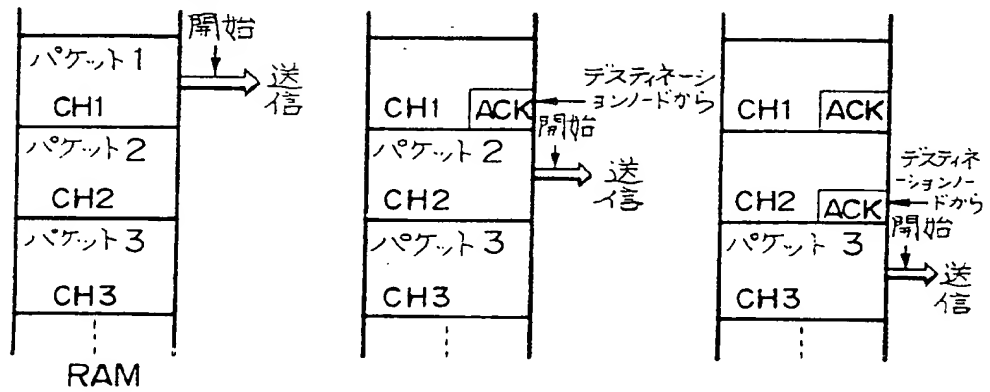 開始
パケット1
送
信
CH1
パケット2
CH2
パケット3
CH3
RAM
デスティネーシ
ョンノードから
CH1
ACK
開始
パケット2
送
信
CH2
パケット3
CH3
CH1
ACK
デスティネ
ーションノー
ドから
CH2
ACK
開始
パケット3
送
信
CH3